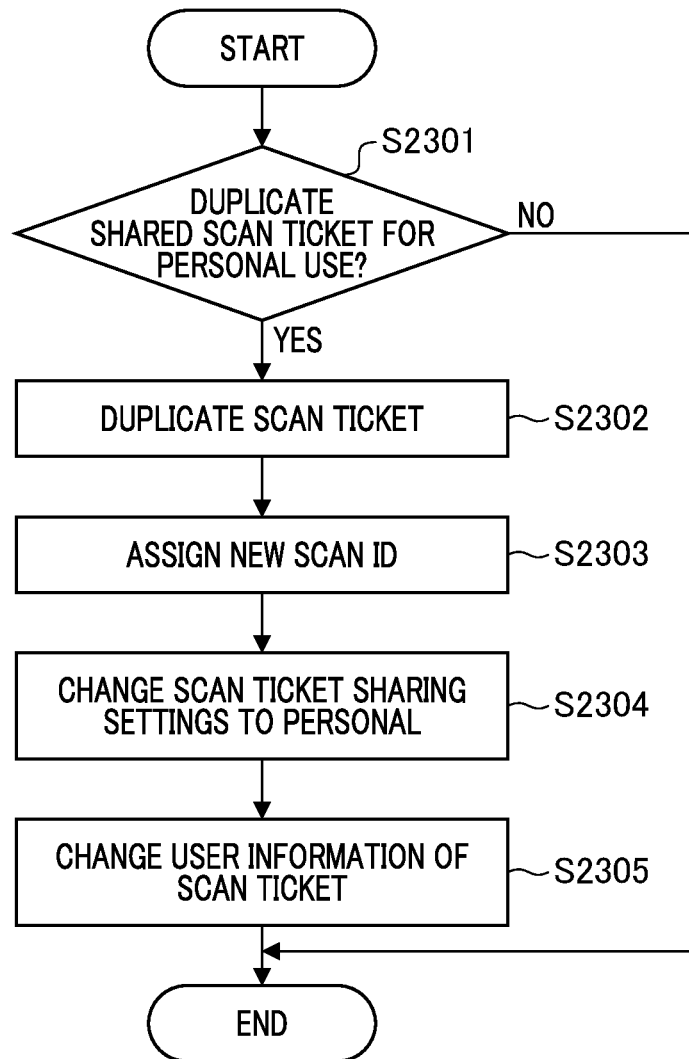 START
S2301
DUPLICATE
SHARED SCAN TICKET FOR
PERSONAL USE?
NO
YES
DUPLICATE SCAN TICKET
S2302
ASSIGN NEW SCAN ID
S2303
CHANGE SCAN TICKET SHARING
SETTINGS TO PERSONAL
S2304
CHANGE USER INFORMATION OF
SCAN TICKET
S2305
END